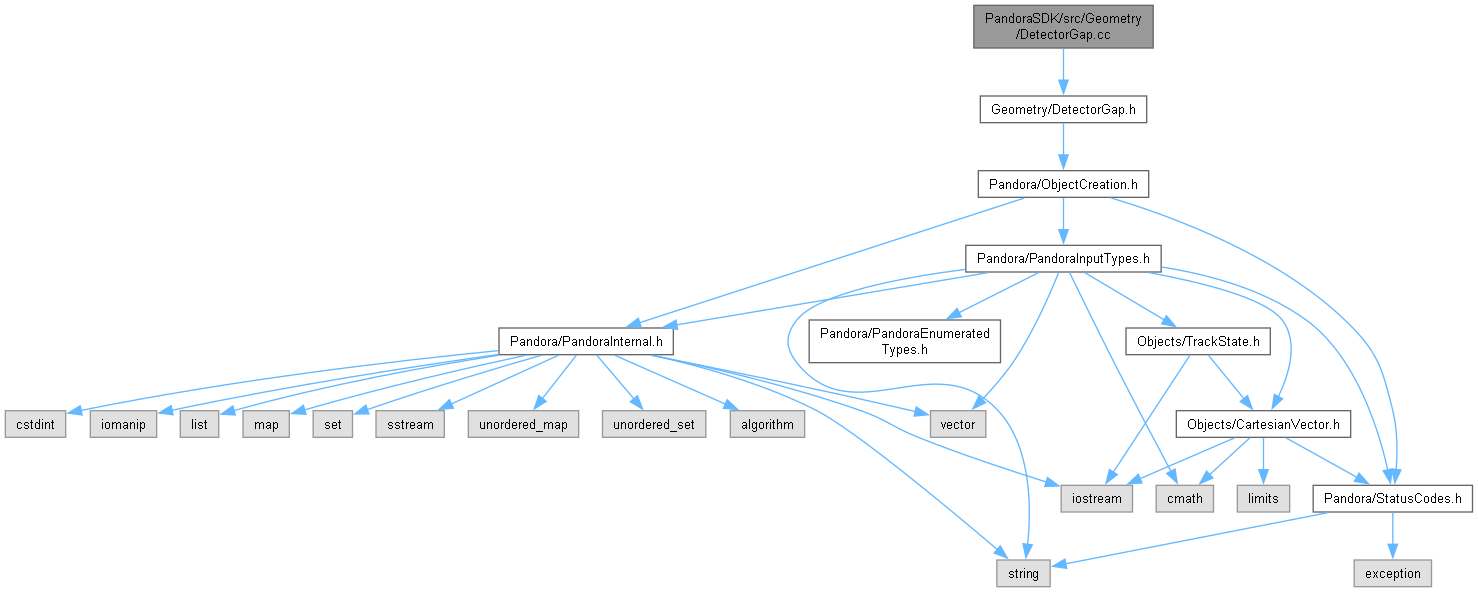 PandoraSDK/src/Geometry
/DetectorGap.cc
Geometry/DetectorGap.h
Pandora/ObjectCreation.h
Pandora/PandoraInputTypes.h
Pandora/PandoraInternal.h
Pandora/PandoraEnumerated
Types.h
Objects/TrackState.h
cstdint
iomanip
list
map
set
sstream
unordered_map
unordered_set
algorithm
vector
Objects/CartesianVector.h
iostream
cmath
limits
Pandora/StatusCodes.h
string
exception